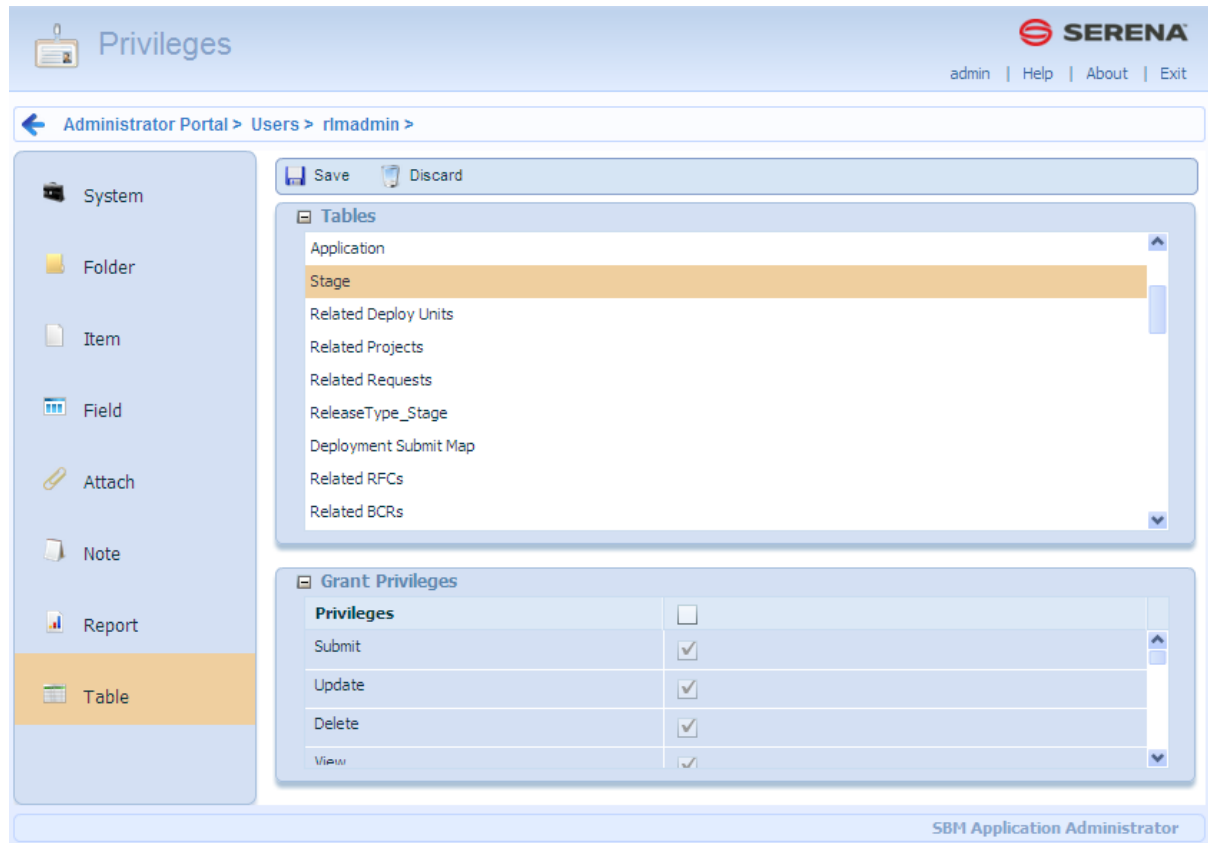 Privileges
SERENA
admin | Help | About | Exit
Administrator Portal > Users > rlmadmin >
System
Folder
Item
Field
Attach
Note
Report
Table
Save Discard
Tables
Application
Stage
Related Deploy Units
Related Projects
Related Requests
ReleaseType_Stage
Deployment Submit Map
Related RFCs
Related BCRs
Grant Privileges
Privileges
Submit
Update
Delete
View
SBM Application Administrator